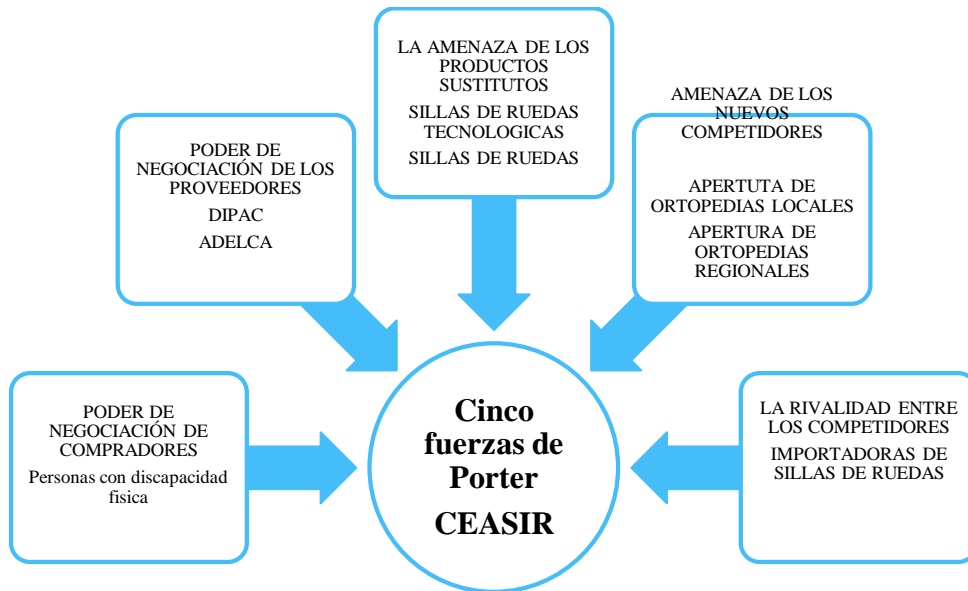 LA AMENAZA DE LOS
PRODUCTOS
SUSTITUTOS
SILLAS DE RUEDAS
TECNOLOGICAS
SILLAS DE RUEDAS
AMENAZA DE LOS
NUEVOS
COMPETIDORES
APERTUTA DE
ORTOPEDIAS LOCALES
APERTURA DE
ORTOPEDIAS
REGIONALES
PODER DE
NEGOCIACIÓN DE LOS
PROVEEDORES
DIPAC
ADELCA
PODER DE
NEGOCIACIÓN DE
COMPRADORES
Personas con discapacidad
fisica
Cinco
fuerzas de
Porter
CEASIR
LA RIVALIDAD ENTRE
LOS COMPETIDORES
IMPORTADORAS DE
SILLAS DE RUEDAS